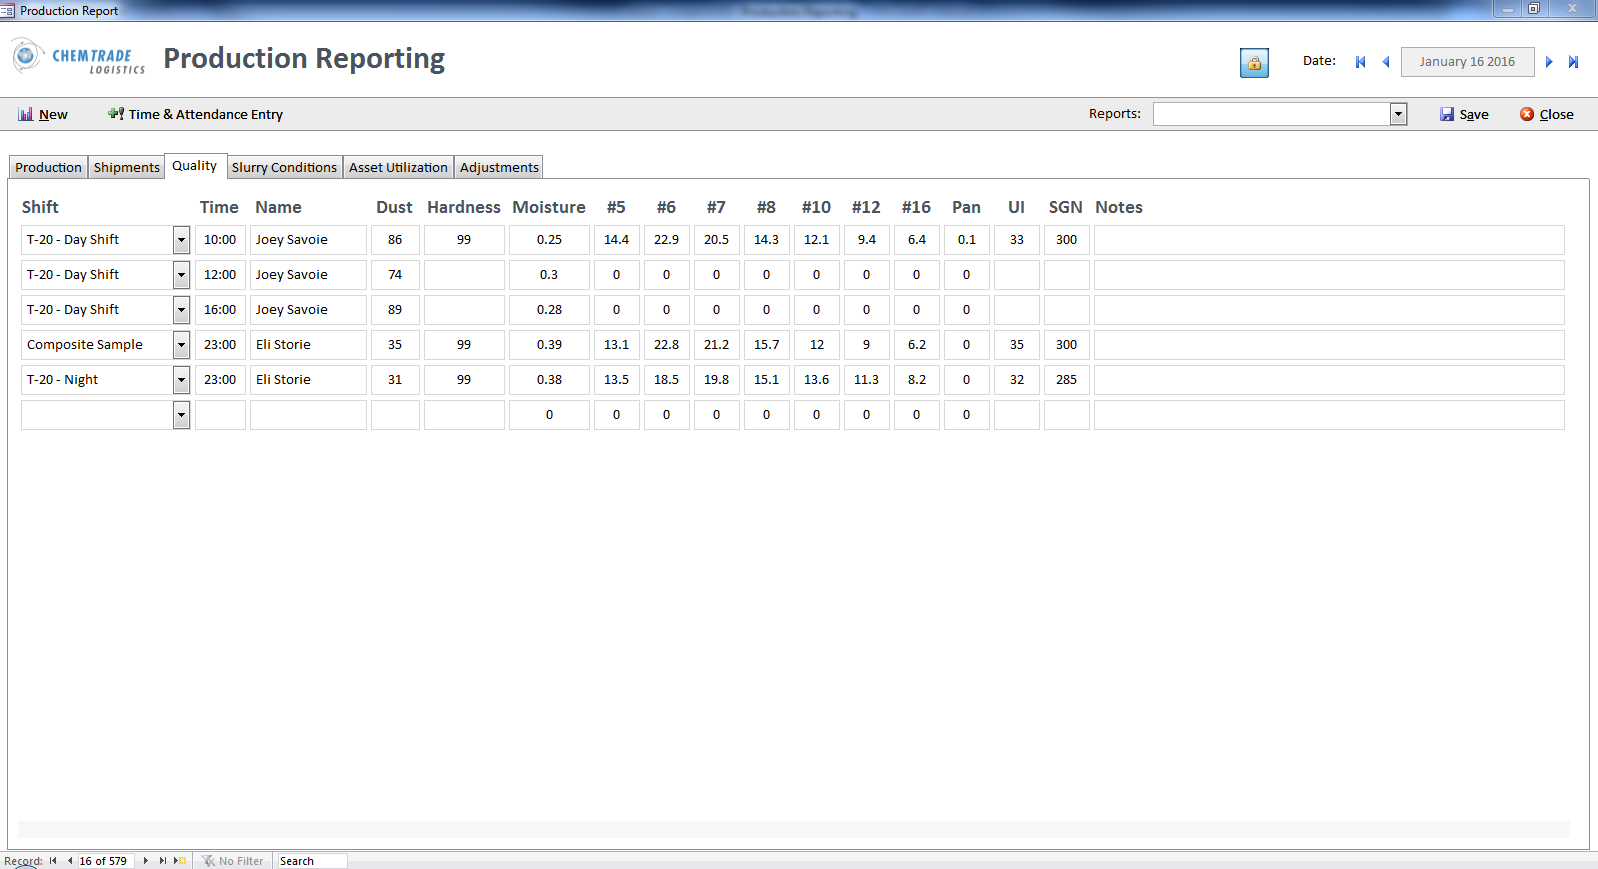 Production Report
CHEMTRADE LOGISTICS
Production Reporting
Date: January 16 2016
New Time & Attendance Entry Reports: Save Close
Production Shipments Quality Slurry Conditions Asset Utilization Adjustments
Shift Time Name Dust Hardness Moisture #5 #6 #7 #8 #10 #12 #16 Pan UI SGN Notes
T-20 - Day Shift 10:00 Joey Savoie 86 99 0.25 14.4 22.9 20.5 14.3 12.1 9.4 6.4 0.1 33 300
T-20 - Day Shift 12:00 Joey Savoie 74 0.3 0 0 0 0 0 0 0 0
T-20 - Day Shift 16:00 Joey Savoie 89 0.28 0 0 0 0 0 0 0 0
Composite Sample 23:00 Eli Storie 35 99 0.39 13.1 22.8 21.2 15.7 12 9 6.2 0 35 300
T-20 - Night 23:00 Eli Storie 31 99 0.38 13.5 18.5 19.8 15.1 13.6 11.3 8.2 0 32 285
0 0 0 0 0 0 0 0 0
Record: 16 of 579 No Filter Search